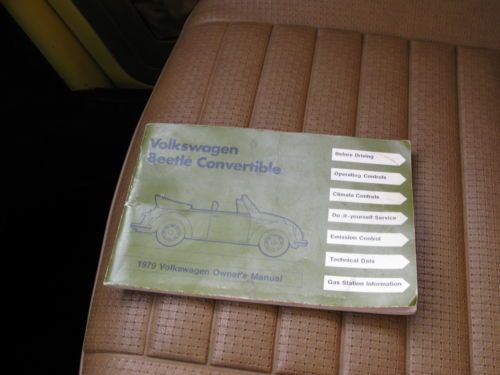 Volkswagen
Beetle Convertible
Before Driving
Operating Controls
Climate Controls
Do-it-yourself Service
Emission Control
Technical Data
Gas Station Information
1979 Volkswagen Owner's Manual